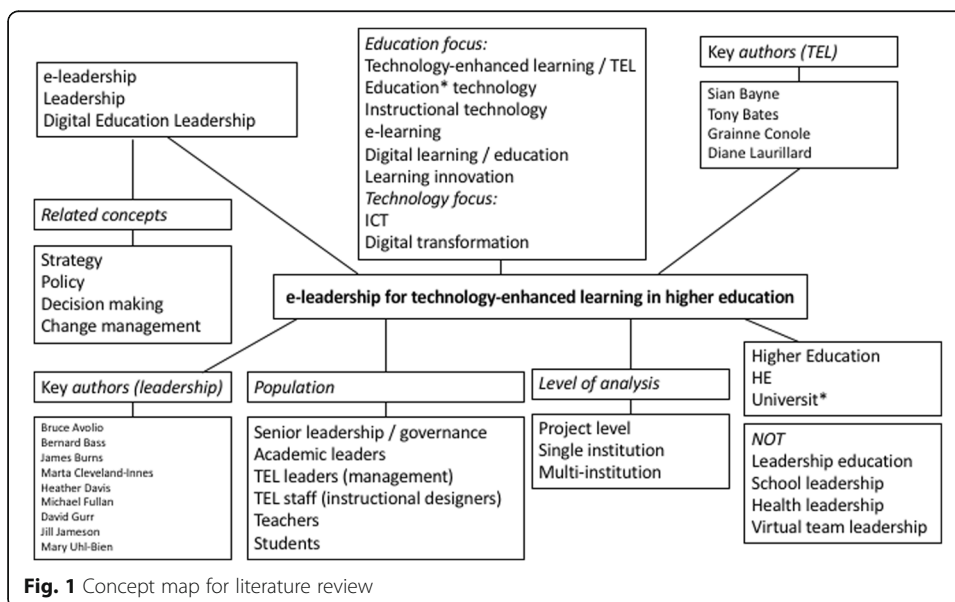 e-leadership
Leadership
Digital Education Leadership
Related concepts
Strategy
Policy
Decision making
Change management
Education focus:
Technology-enhanced learning / TEL
Education* technology
Instructional technology
e-learning
Digital learning / education
Learning innovation
Technology focus:
ICT
Digital transformation
Key authors (TEL)
Sian Bayne
Tony Bates
Grainne Conole
Diane Laurillard
e-leadership for technology-enhanced learning in higher education
Key authors (leadership)
Bruce Avolio
Bernard Bass
James Burns
Marta Cleveland-Innes
Heather Davis
Michael Fullan
David Gurr
Jill Jameson
Mary Uhl-Bien
Population
Senior leadership / governance
Academic leaders
TEL leaders (management)
TEL staff (instructional designers)
Teachers
Students
Level of analysis
Project level
Single institution
Multi-institution
Higher Education
HE
Universit*
NOT
Leadership education
School leadership
Health leadership
Virtual team leadership
Fig. 1 Concept map for literature review